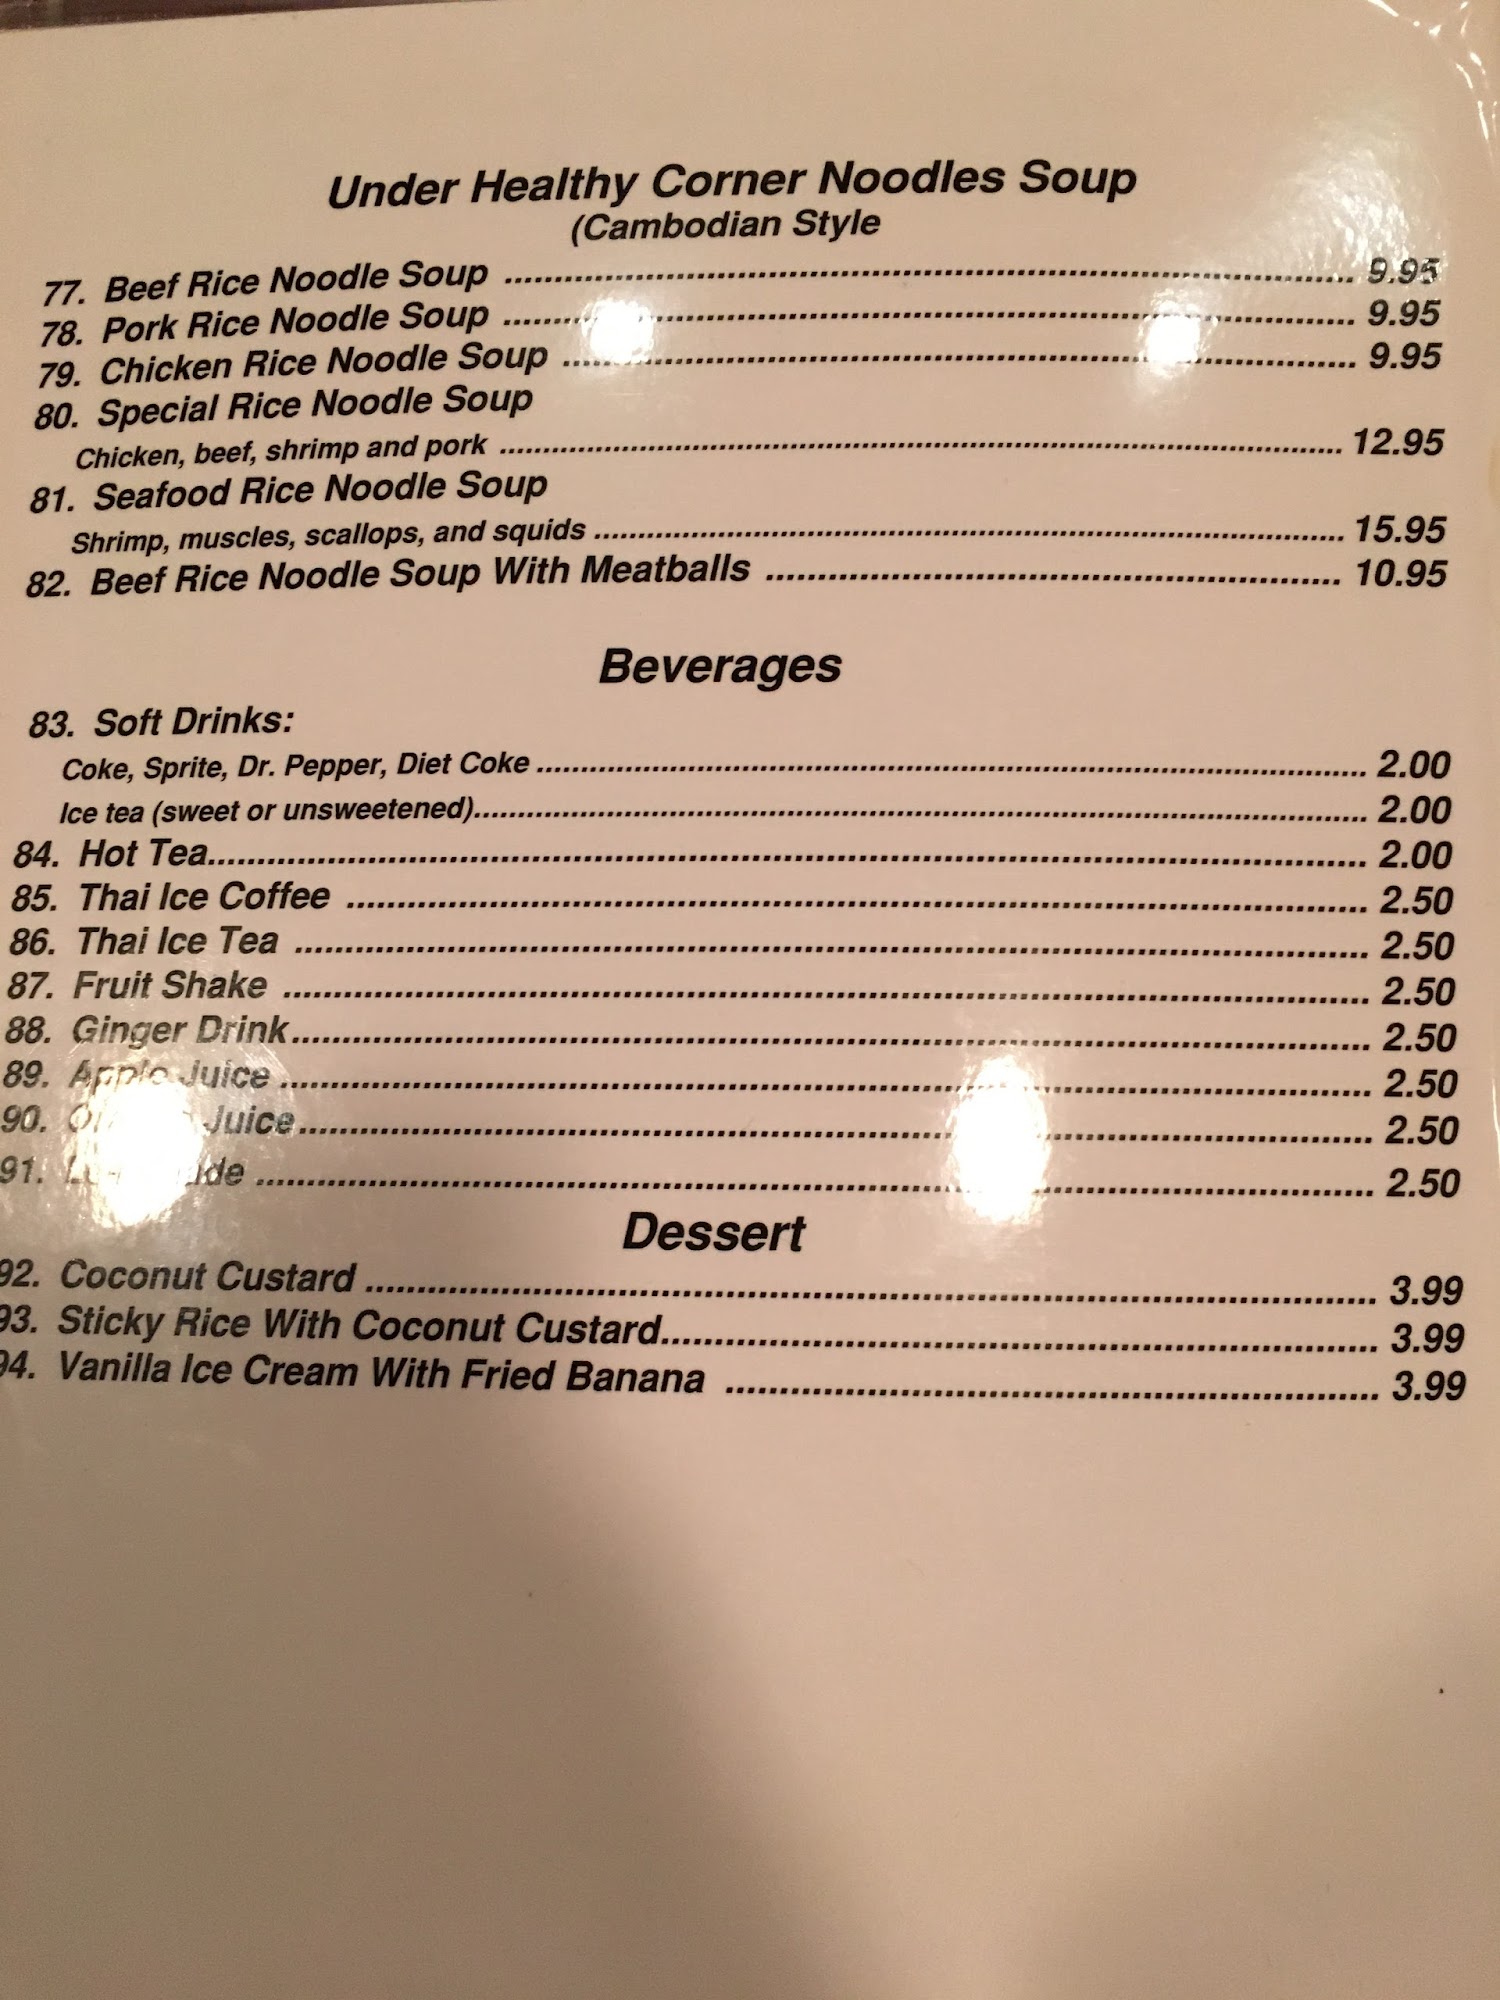 Under Healthy Corner Noodles Soup
(Cambodian Style
77. Beef Rice Noodle Soup ........ 9.95
78. Pork Rice Noodle Soup ........ 9.95
79. Chicken Rice Noodle Soup ........ 9.95
80. Special Rice Noodle Soup
Chicken, beef, shrimp and pork ........ 12.95
81. Seafood Rice Noodle Soup
Shrimp, muscles, scallops, and squids ........ 15.95
82. Beef Rice Noodle Soup With Meatballs ........ 10.95
Beverages
83. Soft Drinks:
Coke, Sprite, Dr. Pepper, Diet Coke ........ 2.00
Ice tea (sweet or unsweetened)........ 2.00
84. Hot Tea........ 2.00
85. Thai Ice Coffee ........ 2.50
86. Thai Ice Tea ........ 2.50
87. Fruit Shake ........ 2.50
88. Ginger Drink........ 2.50
89. Apple Juice ........ 2.50
90. Juice........ 2.50
91. ........ 2.50
Dessert
92. Coconut Custard ........ 3.99
93. Sticky Rice With Coconut Custard........ 3.99
94. Vanilla Ice Cream With Fried Banana ........ 3.99